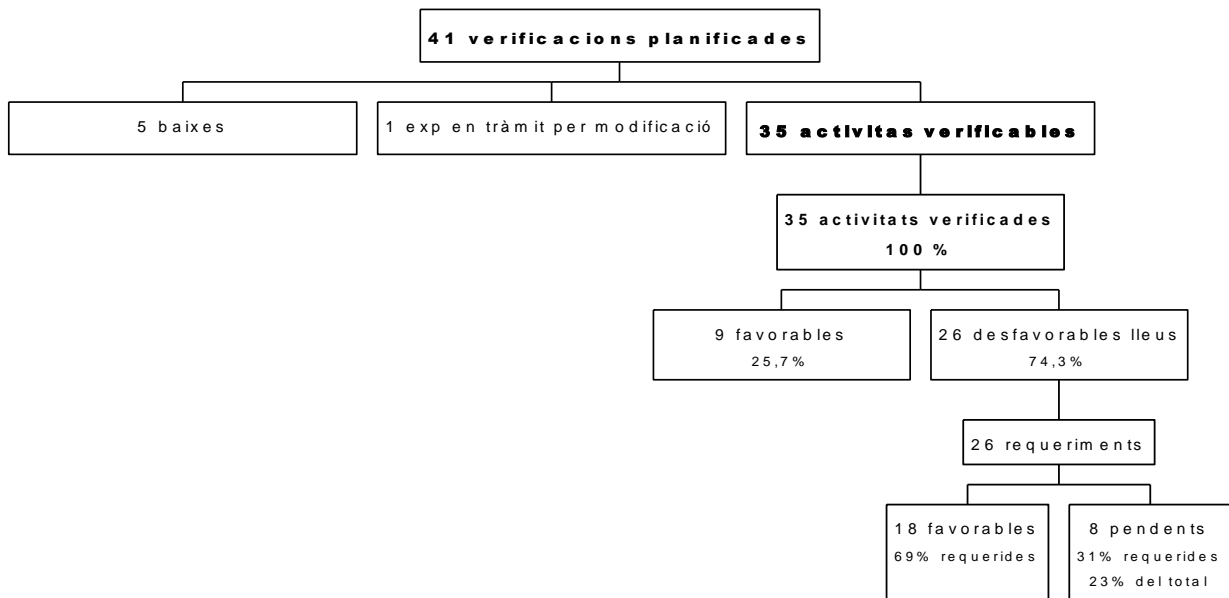 41 verificacions planificades
5 baixes
1 exp en tràmit per modificació
35 activitas verificables
35 activitats verificades
100 %
9 favorables
25,7%
26 desfavorables lleus
74,3%
26 requeriments
18 favorables
69% requerides
8 pendents
31% requerides
23% del total